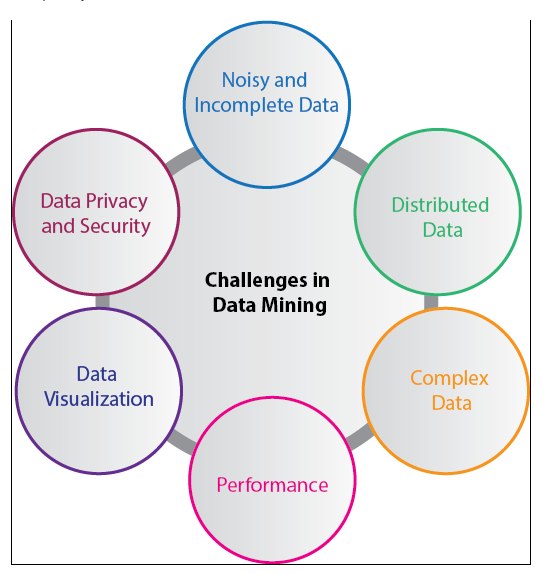 Noisy and
Incomplete Data
Data Privacy
and Security
Distributed
Data
Challenges in
Data Mining
Data
Visualization
Complex
Data
Performance